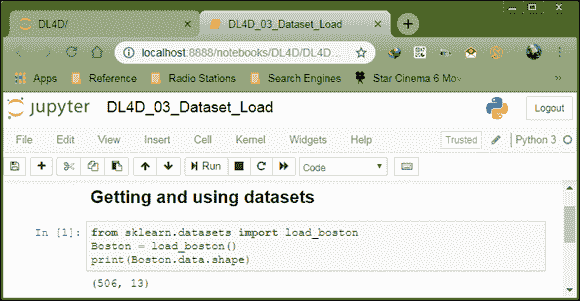 DL4D/
DL4D_03_Dataset_Load
localhost:8888/notebooks/DL4D/DL4D...
Apps Reference Radio Stations Search Engines Star Cinema 6 Mov
jupyter DL4D_03_Dataset_Load Logout
File Edit View Insert Cell Kernel Widgets Help Trusted Python 3
Run Code
Getting and using datasets
In [1]: from sklearn.datasets import load_boston
Boston = load_boston()
print(Boston.data.shape)
(506, 13)